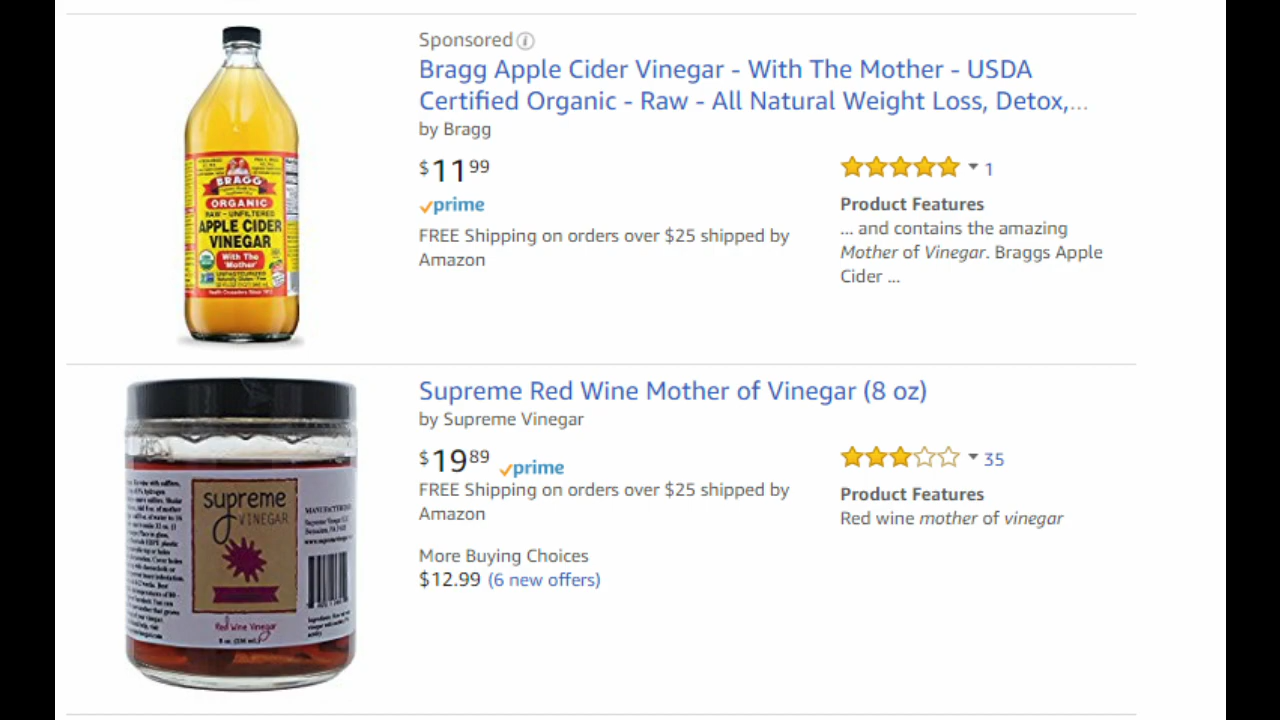 Sponsored
Bragg Apple Cider Vinegar - With The Mother - USDA
Certified Organic - Raw - All Natural Weight Loss, Detox,...
by Bragg
$11 99
prime
FREE Shipping on orders over $25 shipped by
Amazon
1
Product Features
... and contains the amazing
Mother of Vinegar. Braggs Apple
Cider ...
BRAGG
ORGANIC
RAW - UNFILTERED
APPLE CIDER
VINEGAR
With The
'Mother'
Supreme Red Wine Mother of Vinegar (8 oz)
by Supreme Vinegar
$19 89
prime
FREE Shipping on orders over $25 shipped by
Amazon
More Buying Choices
$12.99 (6 new offers)
35
Product Features
Red wine mother of vinegar
supreme
VINEGAR
Red Wine Vinegar